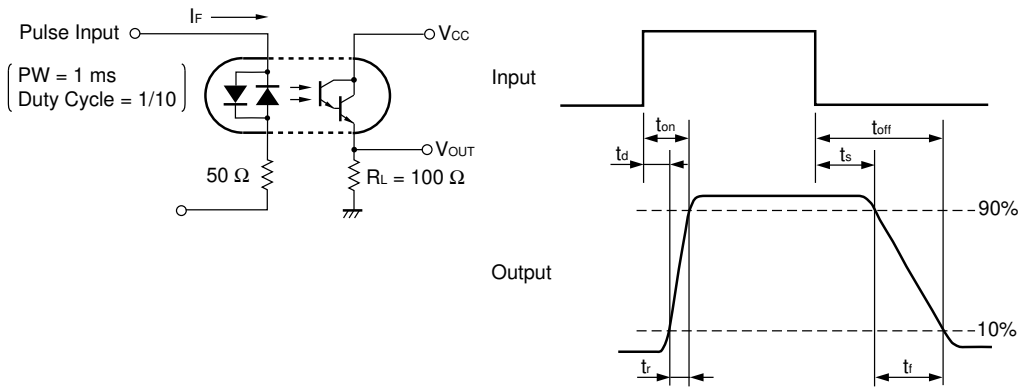 IF
Pulse Input
VCC
PW = 1 ms
Duty Cycle = 1/10
VOUT
50 Ω
RL = 100 Ω
Input
ton
toff
td
ts
90%
Output
10%
tr
tf